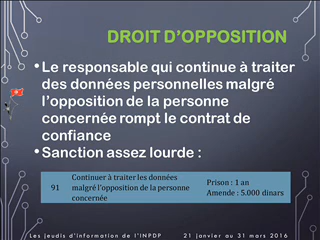 DROIT D'OPPOSITION
• Le responsable qui continue à traiter
des données personnelles malgré
l'opposition de la personne
concernée rompt le contrat de
confiance
• Sanction assez lourde :
91 Continuer à traiter les données malgré l'opposition de la personne concernée Prison : 1 an Amende : 5.000 dinars
Les jeudis d'information de l'INPDP 21 janvier au 31 mars 2016